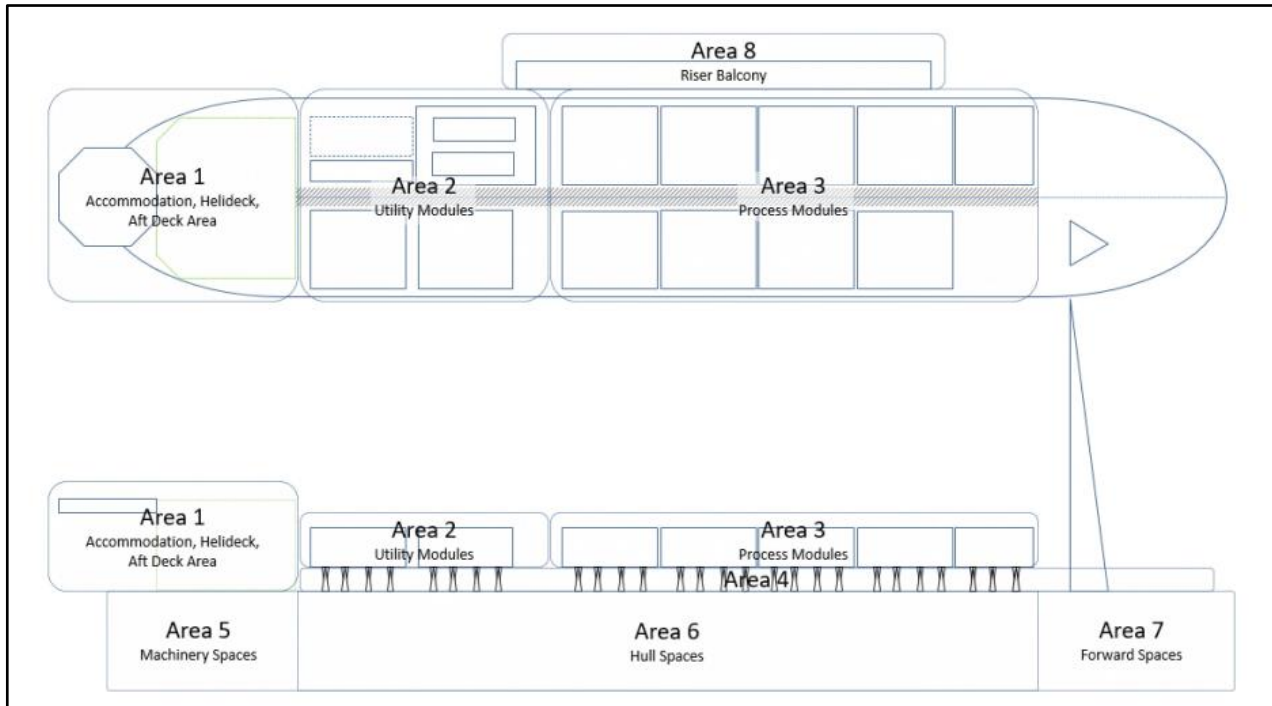 Area 8
Riser Balcony
Area 1
Accommodation, Helideck,
Aft Deck Area
Area 2
Utility Modules
Area 3
Process Modules
Area 1
Accommodation, Helideck,
Aft Deck Area
Area 2
Utility Modules
Area 3
Process Modules
Area 4
Area 5
Machinery Spaces
Area 6
Hull Spaces
Area 7
Forward Spaces